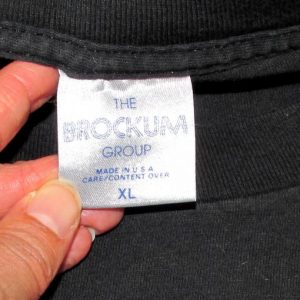 THE
BROCKUM
GROUP
MADE IN U S A
CARE/CONTENT OVER
XL